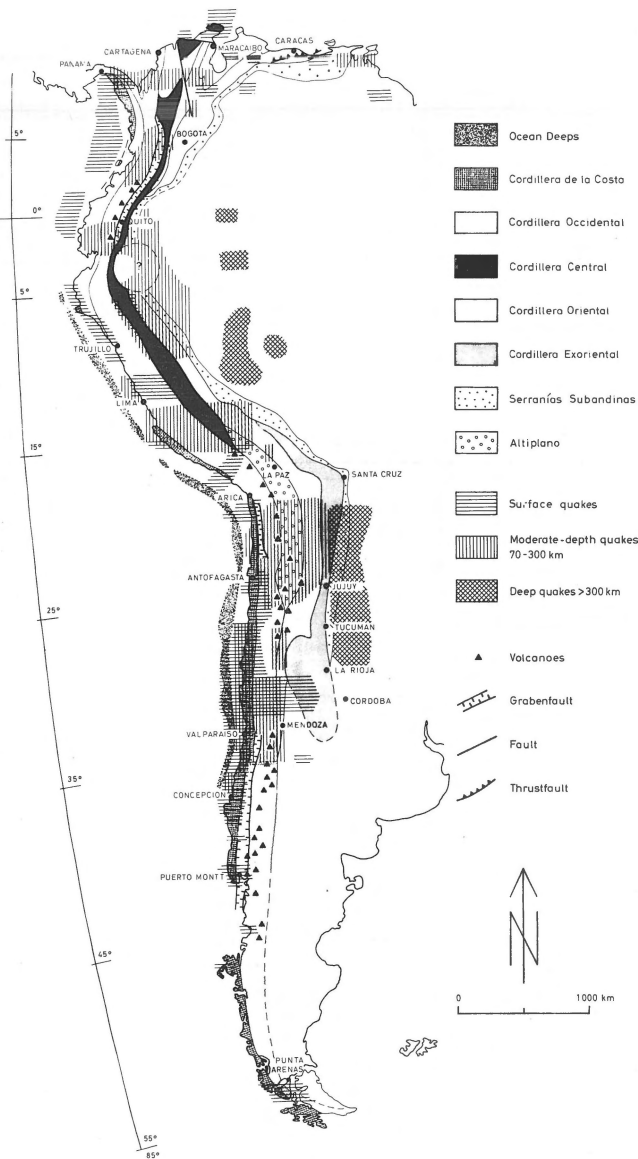 CARACAS
CARTAGENA
MARACAIBO
PANAMA
BOGOTA
5°
0°
QUITO
?
5°
TRUJILLO
LIMA
15°
LA PAZ
SANTA CRUZ
ARICA
ANTOFAGASTA
JUJUY
25°
TUCUMAN
LA RIOJA
CORDOBA
MENDOZA
VALPARAISO
35°
CONCEPCION
PUERTO MONTT
45°
PUNTA
ARENAS
55°
85°
Ocean Deeps
Cordillera de la Costa
Cordillera Occidental
Cordillera Central
Cordillera Oriental
Cordillera Exoriental
Serranías Subandinas
Altiplano
Surface quakes
Moderate-depth quakes
70-300 km
Deep quakes >300 km
Volcanoes
Grabenfault
Fault
Thrustfault
N
0 1000 km